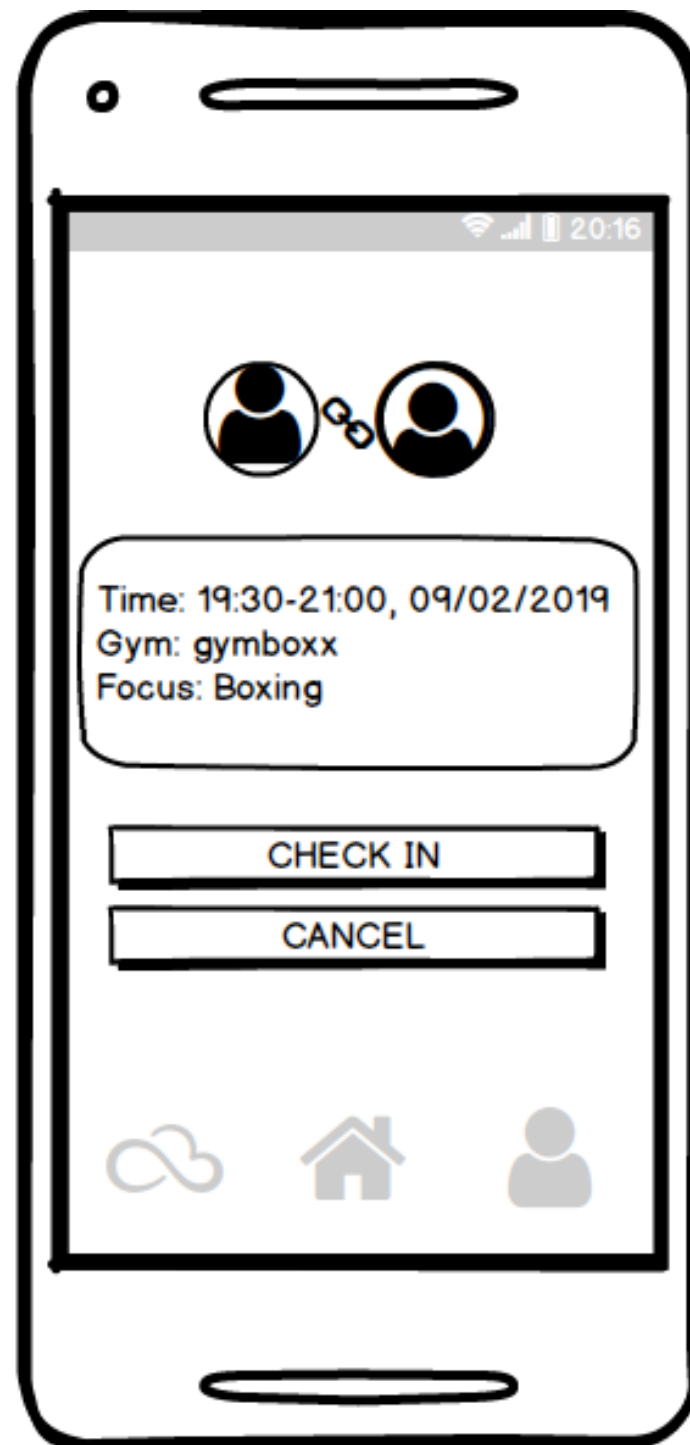 20:16
Time: 19:30-21:00, 09/02/2019
Gym: gymboxx
Focus: Boxing
CHECK IN
CANCEL